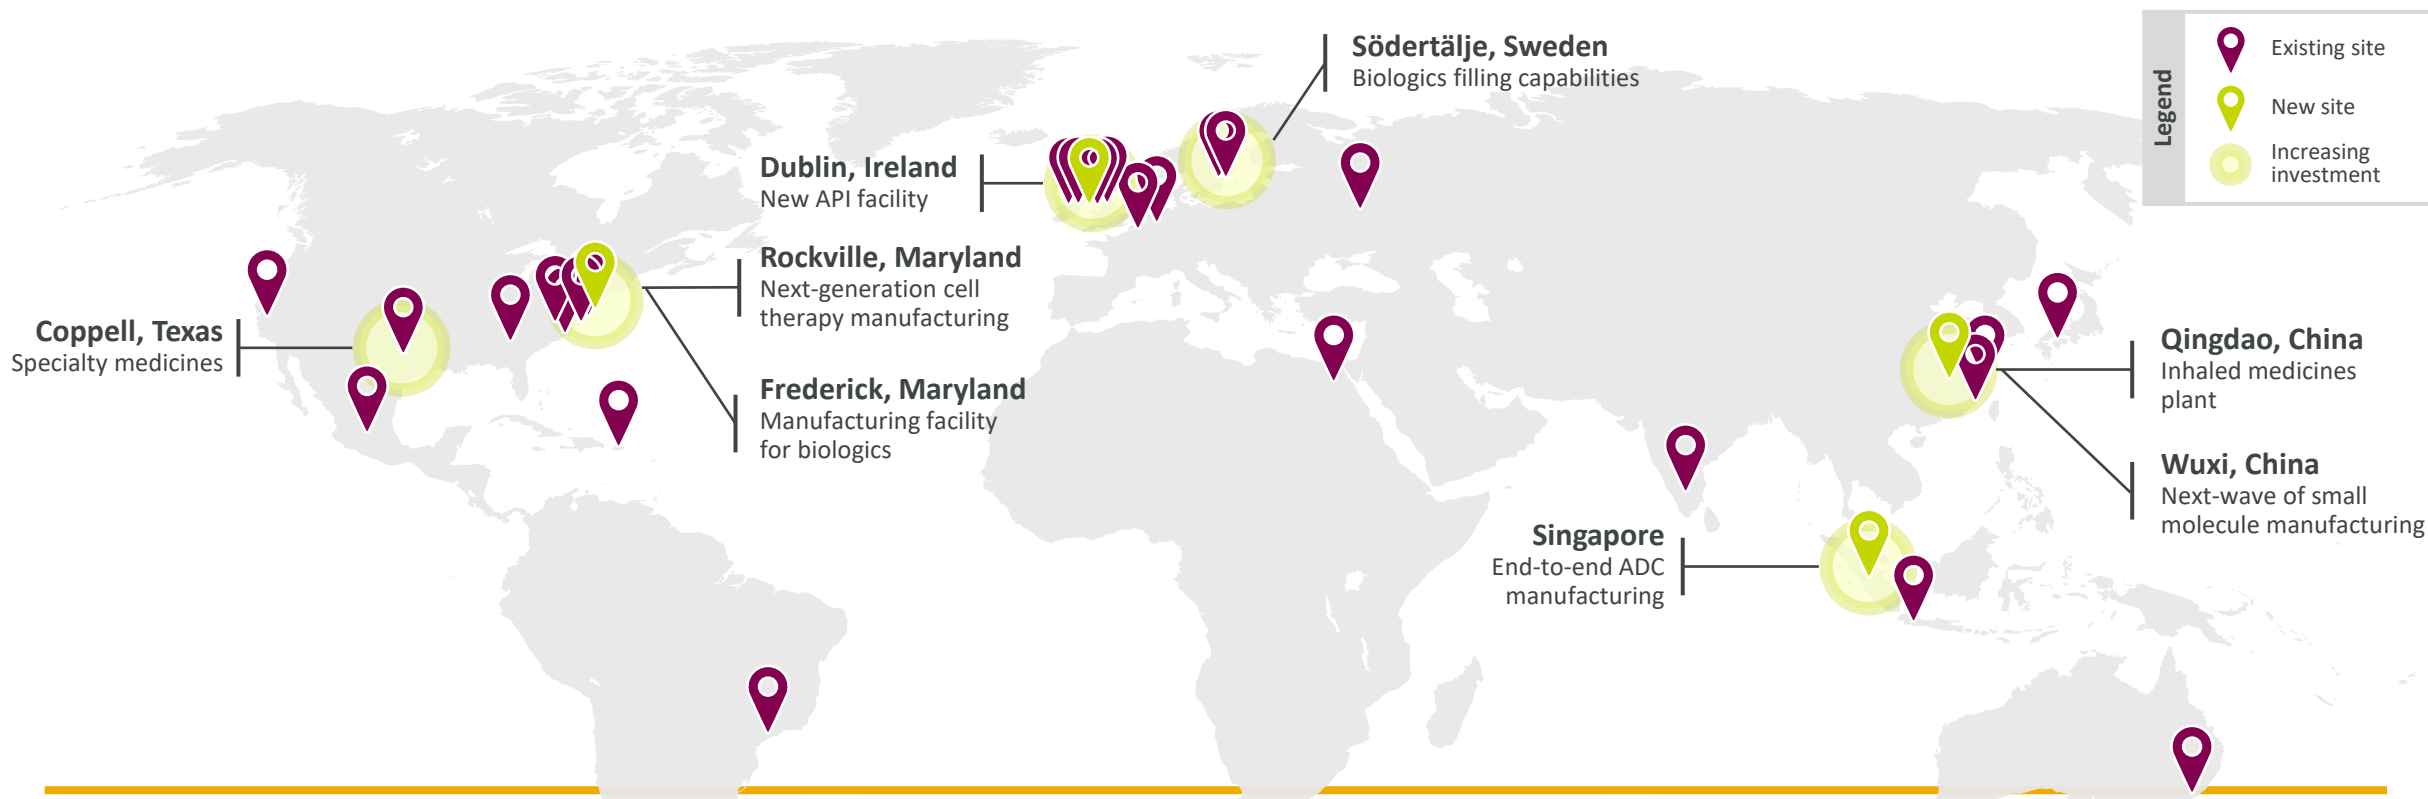 Södertälje, Sweden
Biologics filling capabilities
Legend
Existing site
New site
Increasing
investment
Dublin, Ireland
New API facility
Rockville, Maryland
Next-generation cell
therapy manufacturing
Coppell, Texas
Specialty medicines
Frederick, Maryland
Manufacturing facility
for biologics
Qingdao, China
Inhaled medicines
plant
Wuxi, China
Next-wave of small
molecule manufacturing
Singapore
End-to-end ADC
manufacturing